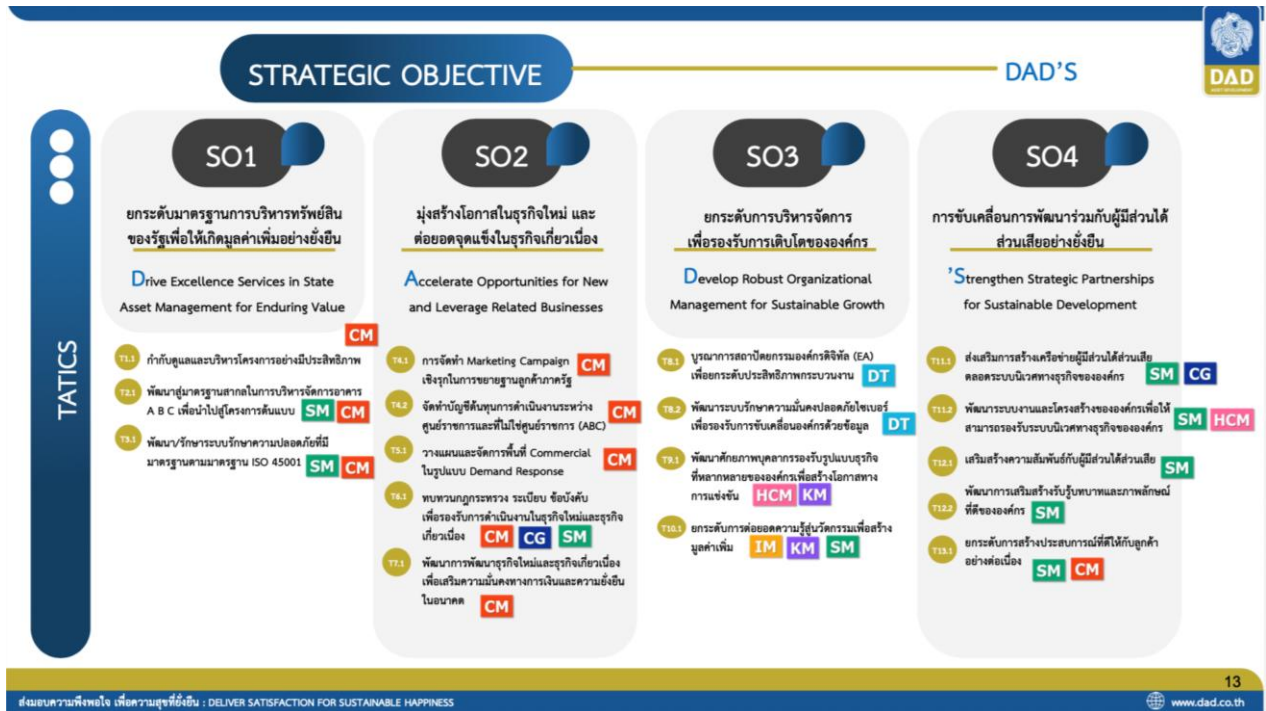 STRATEGIC OBJECTIVE
DAD'S
DAD
ASSET DEVELOPMENT
TATICS
SO1
ยกระดับมาตรฐานการบริหารทรัพย์สิน
ของรัฐเพื่อให้เกิดมูลค่าเพิ่มอย่างยั่งยืน
Drive Excellence Services in State
Asset Management for Enduring Value
CM
T1.1 กำกับดูแลและบริหารโครงการอย่างมีประสิทธิภาพ
T2.1 พัฒนาสู่มาตรฐานสากลในการบริหารจัดการอาคาร
A B C เพื่อนำไปสู่โครงการต้นแบบ SM CM
T3.1 พัฒนา/รักษาระบบรักษาความปลอดภัยที่มี
มาตรฐานตามมาตรฐาน ISO 45001 SM CM
SO2
มุ่งสร้างโอกาสในธุรกิจใหม่ และ
ต่อยอดจุดแข็งในธุรกิจเกี่ยวเนื่อง
Accelerate Opportunities for New
and Leverage Related Businesses
T4.1 การจัดทำ Marketing Campaign
เชิงรุกในการขยายฐานลูกค้าภาครัฐ CM
T4.2 จัดทำบัญชีต้นทุนการดำเนินงานระหว่าง
ศูนย์ราชการและที่ไม่ใช่ศูนย์ราชการ (ABC) CM
T5.1 วางแผนและจัดการพื้นที่ Commercial
ในรูปแบบ Demand Response CM
T6.1 ทบทวนกฎกระทรวง ระเบียบ ข้อบังคับ
เพื่อรองรับการดำเนินงานในธุรกิจใหม่และธุรกิจ
เกี่ยวเนื่อง CM CG SM
T7.1 พัฒนาการพัฒนาธุรกิจใหม่และธุรกิจเกี่ยวเนื่อง
เพื่อเสริมความมั่นคงทางการเงินและความยั่งยืน
ในอนาคต CM
SO3
ยกระดับการบริหารจัดการ
เพื่อรองรับการเติบโตขององค์กร
Develop Robust Organizational
Management for Sustainable Growth
T8.1 บูรณาการสถาปัตยกรรมองค์กรดิจิทัล (EA)
เพื่อยกระดับประสิทธิภาพกระบวนงาน DT
T8.2 พัฒนาระบบรักษาความมั่นคงปลอดภัยไซเบอร์
เพื่อรองรับการขับเคลื่อนองค์กรด้วยข้อมูล DT
T9.1 พัฒนาศักยภาพบุคลากรรองรับรูปแบบธุรกิจ
ที่หลากหลายขององค์กรเพื่อสร้างโอกาสทาง
การแข่งขัน HCM KM
T10.1 ยกระดับการต่อยอดความรู้สู่นวัตกรรมเพื่อสร้าง
มูลค่าเพิ่ม IM KM SM
SO4
การขับเคลื่อนการพัฒนาร่วมกับผู้มีส่วนได้
ส่วนเสียอย่างยั่งยืน
'Strengthen Strategic Partnerships
for Sustainable Development
T11.1 ส่งเสริมการสร้างเครือข่ายผู้มีส่วนได้ส่วนเสีย
ตลอดระบบนิเวศทางธุรกิจขององค์กร SM CG
T11.2 พัฒนาระบบงานและโครงสร้างขององค์กรเพื่อให้
สามารถรองรับระบบนิเวศทางธุรกิจขององค์กร SM HCM
T12.1 เสริมสร้างความสัมพันธ์กับผู้มีส่วนได้ส่วนเสีย SM
T12.2 พัฒนาการเสริมสร้างรับรู้บทบาทและภาพลักษณ์
ที่ดีขององค์กร SM
T13.1 ยกระดับการสร้างประสบการณ์ที่ดีให้กับลูกค้า
อย่างต่อเนื่อง SM CM
13
ส่งมอบความพึงพอใจ เพื่อความสุขที่ยั่งยืน : DELIVER SATISFACTION FOR SUSTAINABLE HAPPINESS
www.dad.co.th